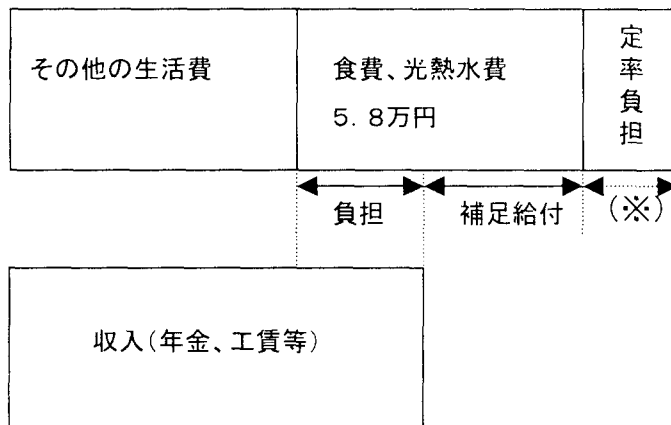 その他の生活費
食費、光熱水費
5.8万円
定率負担
負担
補足給付
(※)
収入(年金、工賃等)